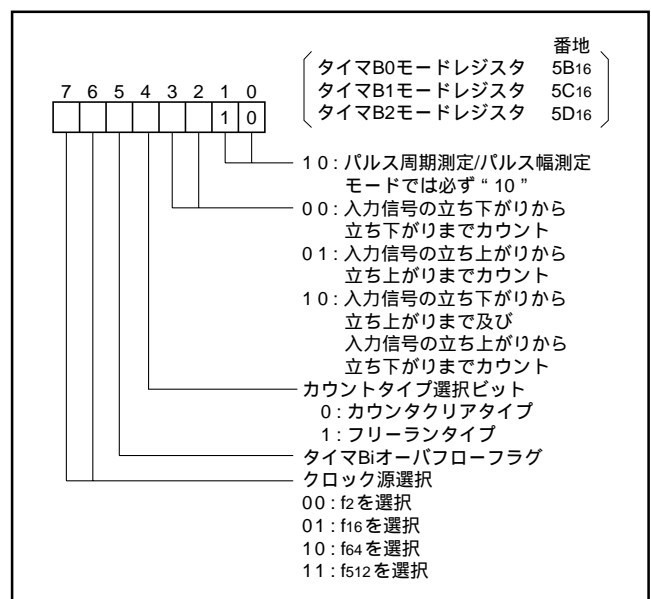 番地
タイマB0モードレジスタ 5B16
タイマB1モードレジスタ 5C16
タイマB2モードレジスタ 5D16
7 6 5 4 3 2 1 0
1 0
10:パルス周期測定/パルス幅測定
モードでは必ず“10”
00:入力信号の立ち下がりから
立ち下がりまでカウント
01:入力信号の立ち上がりから
立ち上がりまでカウント
10:入力信号の立ち下がりから
立ち上がりまで及び
入力信号の立ち上がりから
立ち下がりまでカウント
カウントタイプ選択ビット
0:カウンタクリアタイプ
1:フリーランタイプ
タイマBiオーバフローフラグ
クロック源選択
00:f2を選択
01:f16を選択
10:f64を選択
11:f512を選択